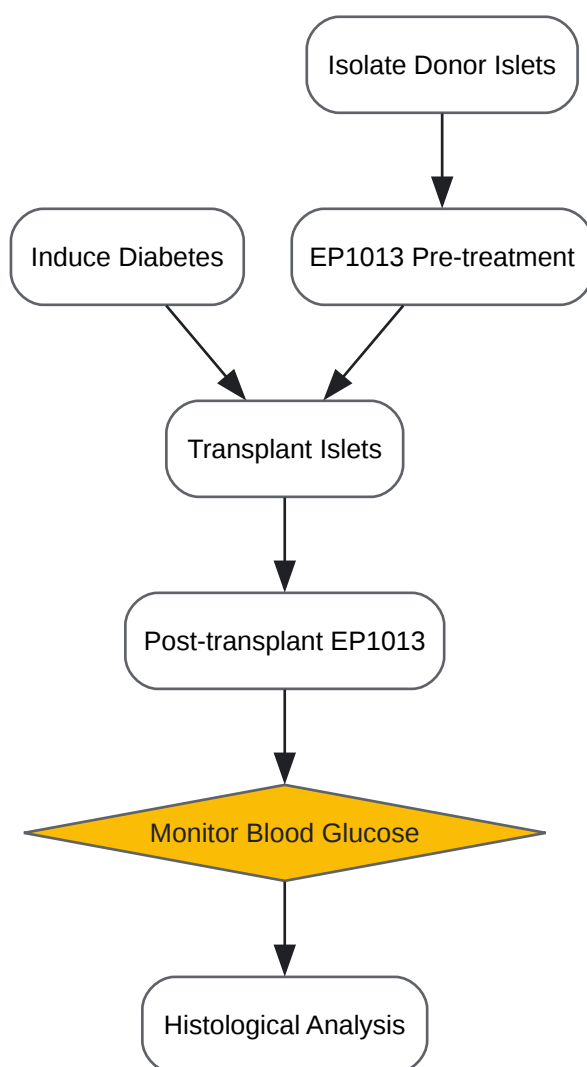 Isolate Donor Islets
Induce Diabetes
EP1013 Pre-treatment
Transplant Islets
Post-transplant EP1013
Monitor Blood Glucose
Histological Analysis